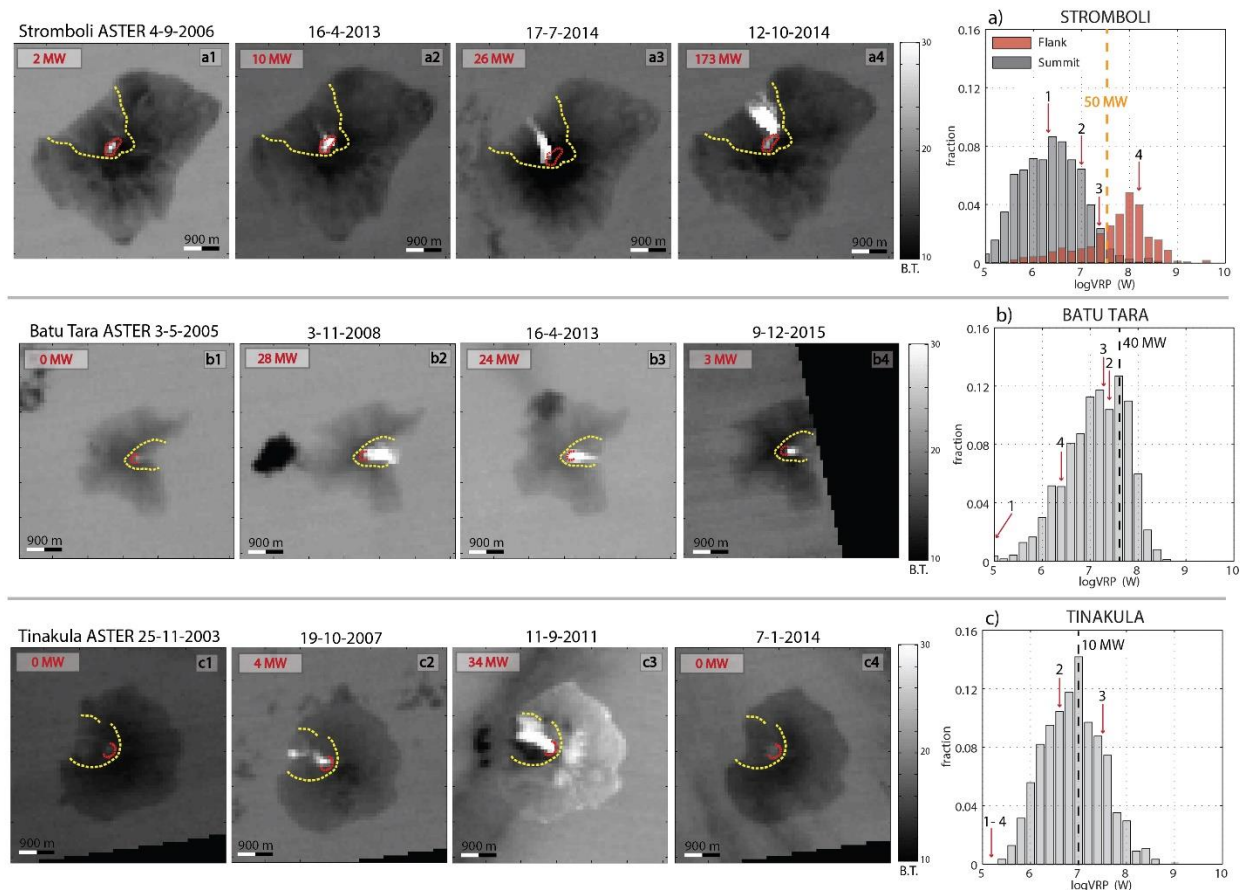 Stromboli ASTER 4-9-2006
16-4-2013
17-7-2014
12-10-2014
2 MW
a1
10 MW
a2
26 MW
a3
173 MW
a4
900 m
900 m
900 m
900 m
30
20
10
B.T.
a)
STROMBOLI
Flank
Summit
50 MW
1
2
3
4
0.16
0.12
0.08
0.04
0
fraction
5
6
7
8
9
10
logVRP (W)
Batu Tara ASTER 3-5-2005
3-11-2008
16-4-2013
9-12-2015
0 MW
b1
28 MW
b2
24 MW
b3
3 MW
b4
900 m
900 m
900 m
900 m
30
20
10
B.T.
b)
BATU TARA
40 MW
3
2
4
1
0.16
0.12
0.08
0.04
0
fraction
5
6
7
8
9
10
logVRP (W)
Tinakula ASTER 25-11-2003
19-10-2007
11-9-2011
7-1-2014
0 MW
c1
4 MW
c2
34 MW
c3
0 MW
c4
900 m
900 m
900 m
900 m
30
20
10
B.T.
c)
TINAKULA
10 MW
2
3
1- 4
0.16
0.12
0.08
0.04
0
fraction
5
6
7
8
9
10
logVRP (W)